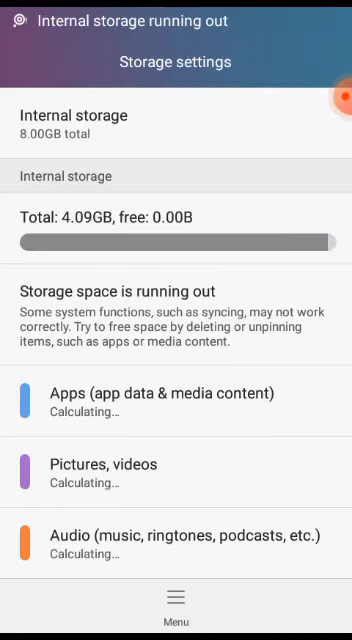 Internal storage running out
Storage settings
Internal storage
8.00GB total
Internal storage
Total: 4.09GB, free: 0.00B
Storage space is running out
Some system functions, such as syncing, may not work
correctly. Try to free space by deleting or unpinning
items, such as apps or media content.
Apps (app data & media content)
Calculating...
Pictures, videos
Calculating...
Audio (music, ringtones, podcasts, etc.)
Calculating...
Menu